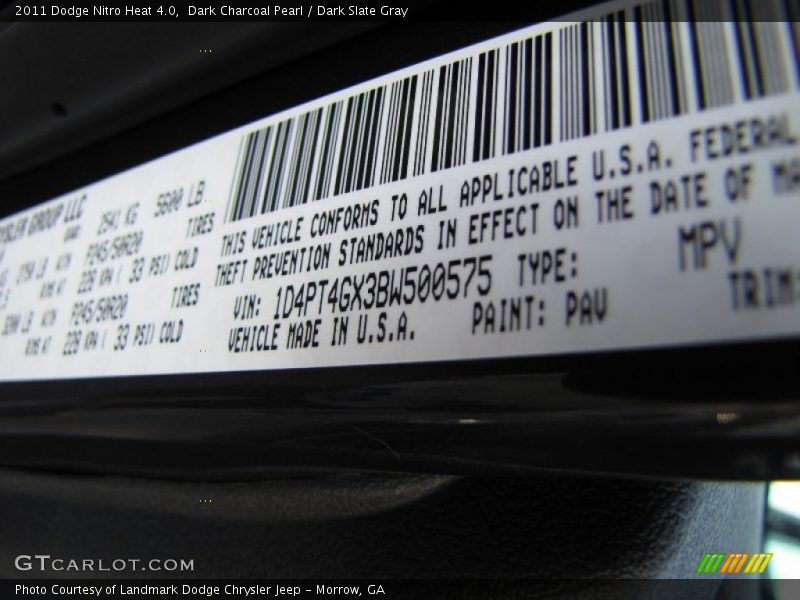 2011 Dodge Nitro Heat 4.0,  Dark Charcoal Pearl / Dark Slate Gray
GROUP LLC
2541 KG 5600 LB
P245/50R20 TIRES
228 KPA ( 33 PSI) COLD
P245/50R20 TIRES
228 KPA ( 33 PSI) COLD
THIS VEHICLE CONFORMS TO ALL APPLICABLE U.S.A. FEDERAL
THEFT PREVENTION STANDARDS IN EFFECT ON THE DATE OF
VIN: 1D4PT4GX3BW500575 TYPE: MPV
VEHICLE MADE IN U.S.A. PAINT: PAV TRIM:
GTCARLOT.COM
Photo Courtesy of Landmark Dodge Chrysler Jeep – Morrow, GA